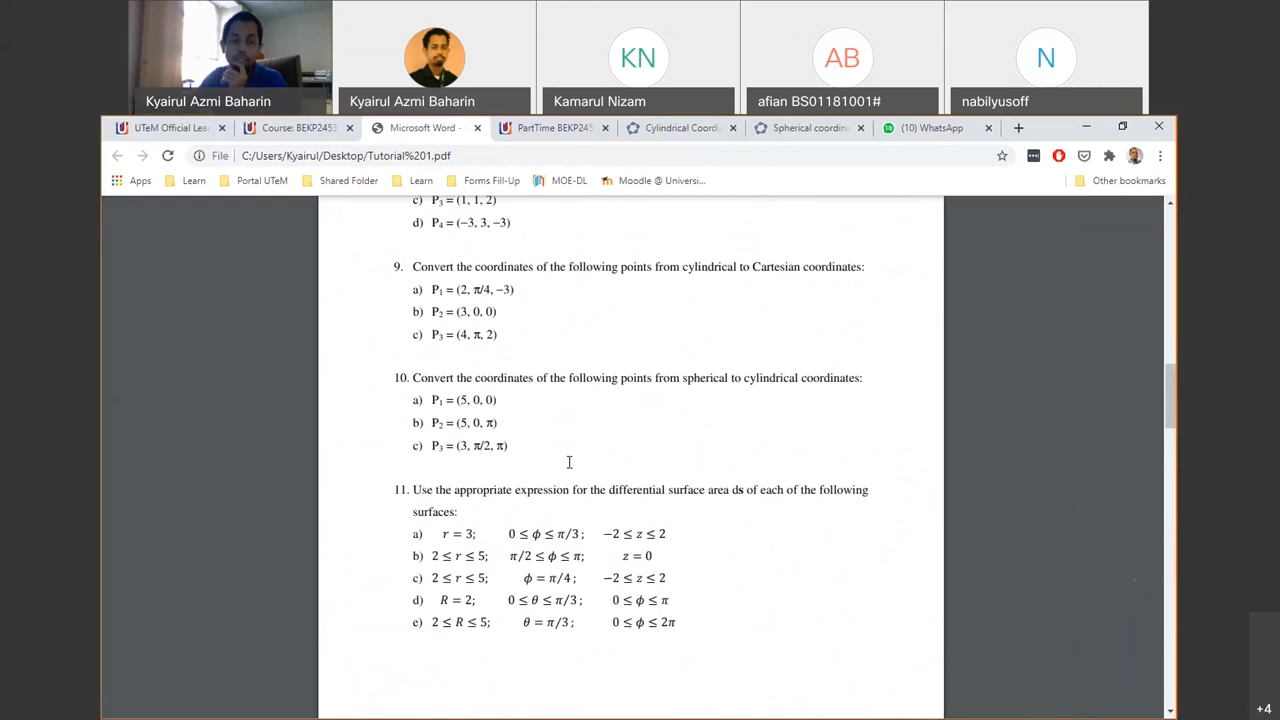 KN
AB
N
Kyairul Azmi Baharin
Kyairul Azmi Baharin
Kamarul Nizam
afian BS01181001#
nabilyusoff
UTeM Official Lea
Course: BEKP2453
Microsoft Word -
PartTime BEKP245
Cylindrical Coordi
Spherical coordina
(10) WhatsApp
File
C:/Users/Kyairul/Desktop/Tutorial%201.pdf
Apps
Learn
Portal UTeM
Shared Folder
Learn
Forms Fill-Up
MOE-DL
Moodle @ Universi...
Other bookmarks
c) P₃ = (1, 1, 2)
d) P₄ = (−3, 3, −3)
9. Convert the coordinates of the following points from cylindrical to Cartesian coordinates:
a) P₁ = (2, π/4, −3)
b) P₂ = (3, 0, 0)
c) P₃ = (4, π, 2)
10. Convert the coordinates of the following points from spherical to cylindrical coordinates:
a) P₁ = (5, 0, 0)
b) P₂ = (5, 0, π)
c) P₃ = (3, π/2, π)
11. Use the appropriate expression for the differential surface area ds of each of the following
surfaces:
a) r = 3; 0 ≤ ϕ ≤ π/3; −2 ≤ z ≤ 2
b) 2 ≤ r ≤ 5; π/2 ≤ ϕ ≤ π; z = 0
c) 2 ≤ r ≤ 5; ϕ = π/4; −2 ≤ z ≤ 2
d) R = 2; 0 ≤ θ ≤ π/3; 0 ≤ ϕ ≤ π
e) 2 ≤ R ≤ 5; θ = π/3; 0 ≤ ϕ ≤ 2π
+4